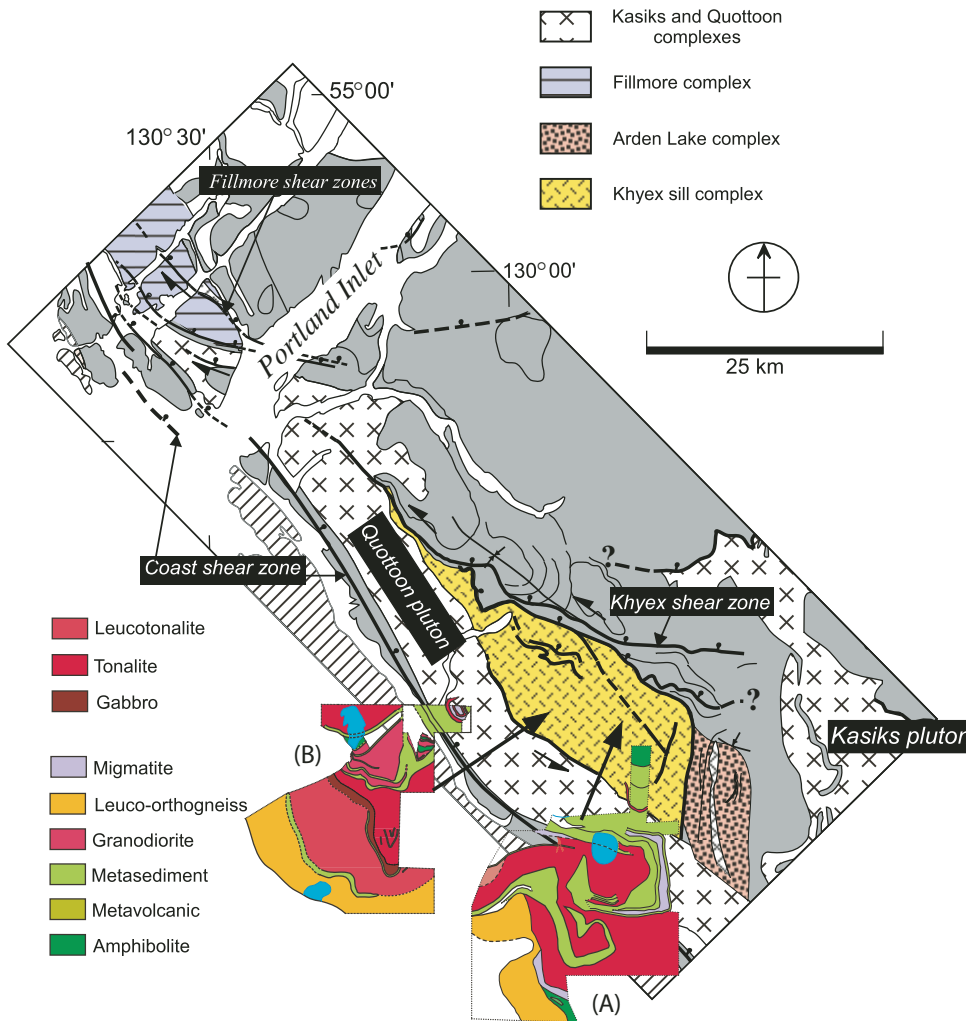 Kasiks and Quottoon
complexes
Fillmore complex
Arden Lake complex
Khyex sill complex
55°00'
130°30'
Fillmore shear zones
Portland Inlet
130°00'
25 km
Coast shear zone
Quottoon pluton
?
Khyex shear zone
?
Kasiks pluton
Leucotonalite
Tonalite
Gabbro
Migmatite
Leuco-orthogneiss
Granodiorite
Metasediment
Metavolcanic
Amphibolite
(B)
(A)